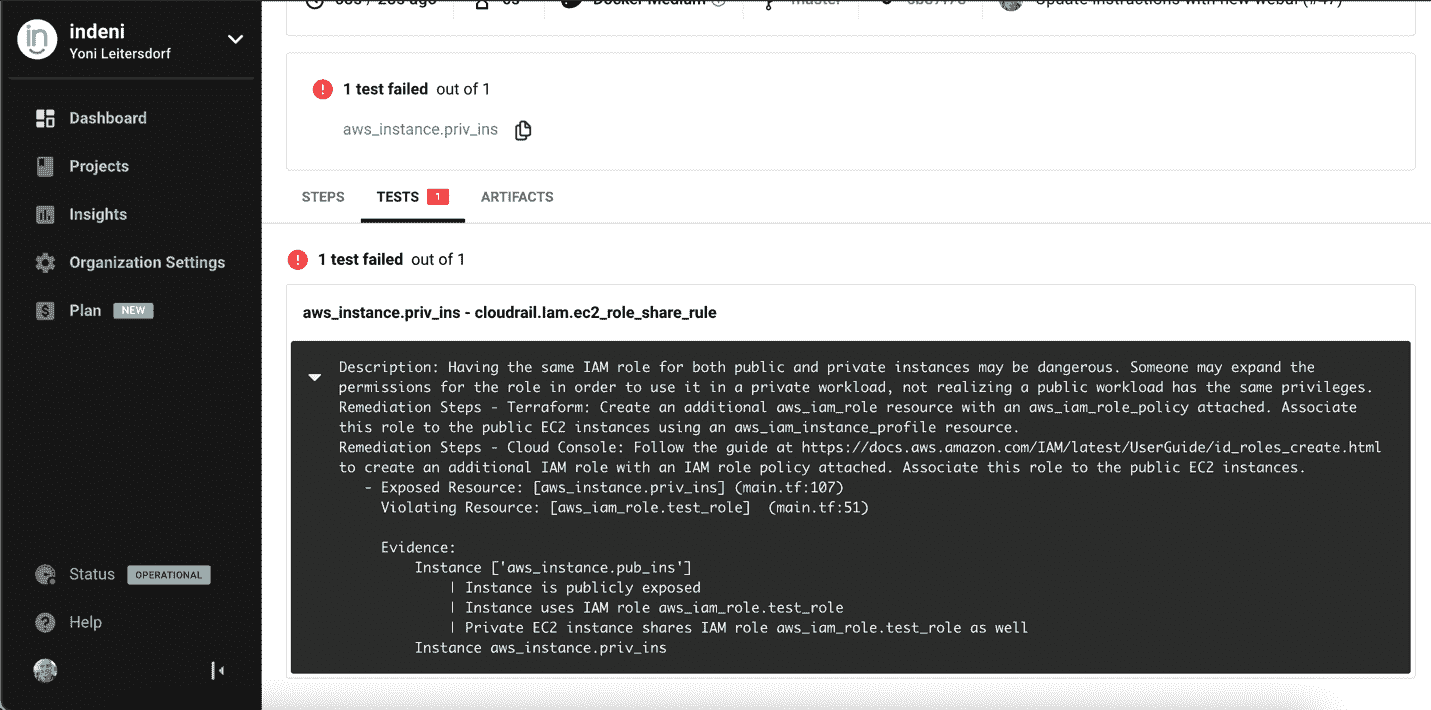 in
indeni
Yoni Leitersdorf
Dashboard
Projects
Insights
Organization Settings
Plan NEW
Status OPERATIONAL
Help
Docker Medium
master
Update instructions with new webui (#47)
1 test failed out of 1
aws_instance.priv_ins
STEPS TESTS 1 ARTIFACTS
1 test failed out of 1
aws_instance.priv_ins - cloudrail.Iam.ec2_role_share_rule
Description: Having the same IAM role for both public and private instances may be dangerous. Someone may expand the
permissions for the role in order to use it in a private workload, not realizing a public workload has the same privileges.
Remediation Steps - Terraform: Create an additional aws_iam_role resource with an aws_iam_role_policy attached. Associate
this role to the public EC2 instances using an aws_iam_instance_profile resource.
Remediation Steps - Cloud Console: Follow the guide at https://docs.aws.amazon.com/IAM/latest/UserGuide/id_roles_create.html
to create an additional IAM role with an IAM role policy attached. Associate this role to the public EC2 instances.
- Exposed Resource: [aws_instance.priv_ins] (main.tf:107)
Violating Resource: [aws_iam_role.test_role] (main.tf:51)
Evidence:
Instance ['aws_instance.pub_ins']
| Instance is publicly exposed
| Instance uses IAM role aws_iam_role.test_role
| Private EC2 instance shares IAM role aws_iam_role.test_role as well
Instance aws_instance.priv_ins